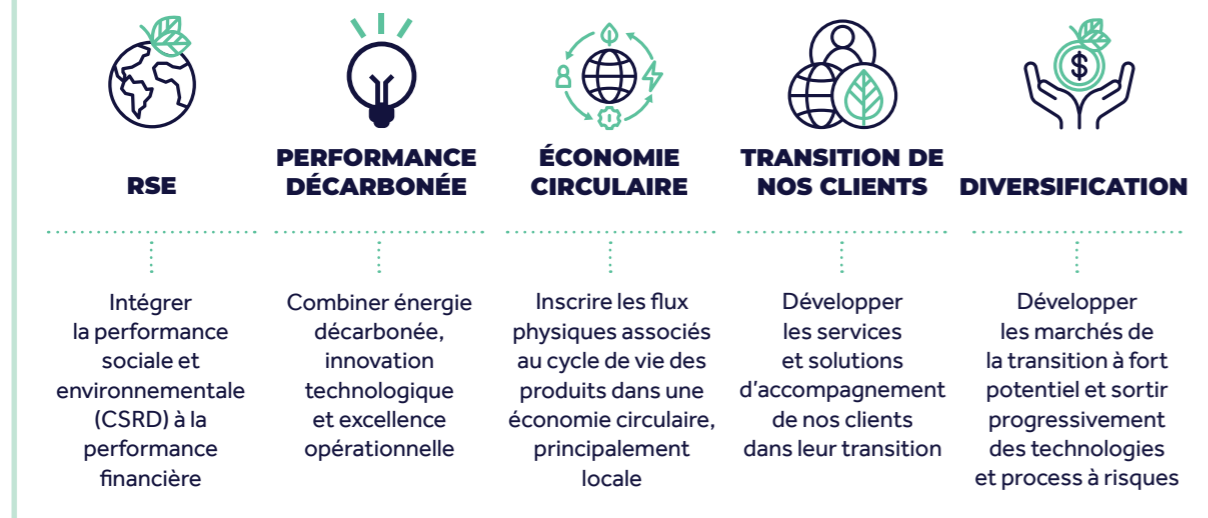 RSE
Intégrer
la performance
sociale et
environnementale
(CSRD) à la
performance
financière
PERFORMANCE
DÉCARBONÉE
Combiner énergie
décarbonée,
innovation
technologique
et excellence
opérationnelle
ÉCONOMIE
CIRCULAIRE
Inscrire les flux
physiques associés
au cycle de vie des
produits dans une
économie circulaire,
principalement
locale
TRANSITION DE
NOS CLIENTS
Développer
les services
et solutions
d'accompagnement
de nos clients
dans leur transition
$
DIVERSIFICATION
Développer
les marchés de
la transition à fort
potentiel et sortir
progressivement
des technologies
et process à risques